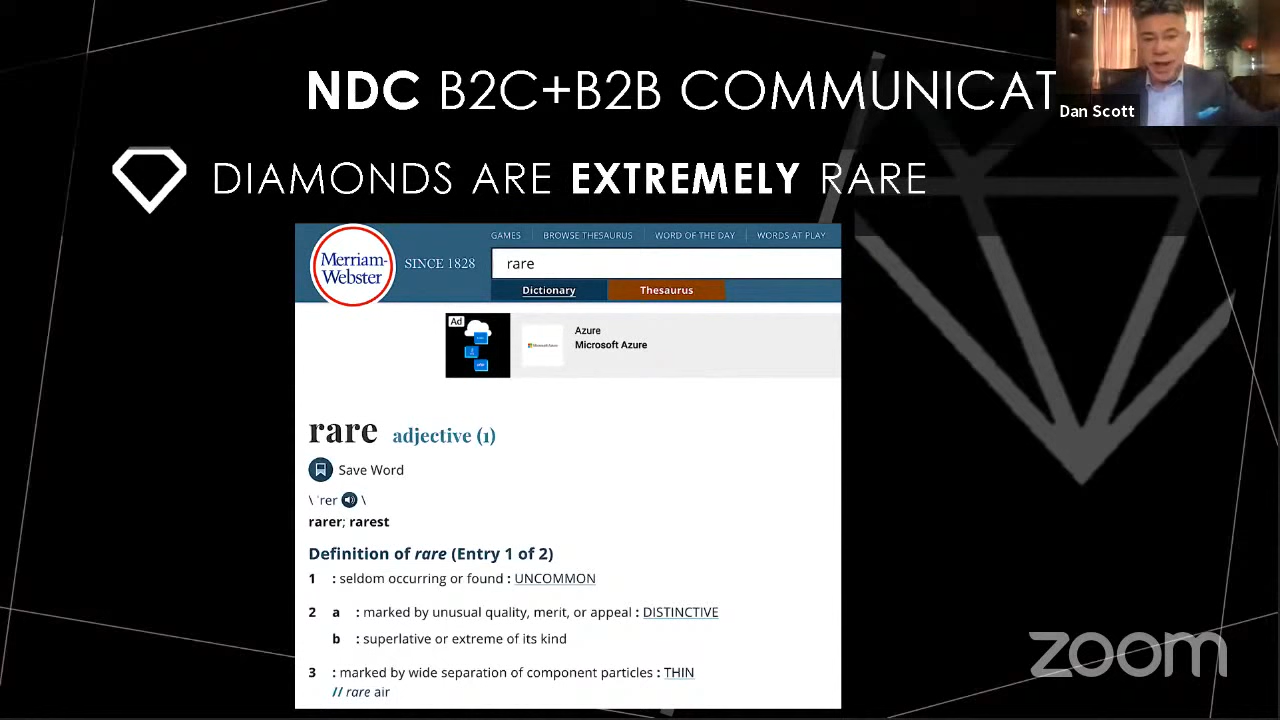 NDC B2C+B2B COMMUNICAT
Dan Scott
DIAMONDS ARE EXTREMELY RARE
GAMES BROWSE THESAURUS WORD OF THE DAY WORDS AT PLAY
Merriam-
Webster
SINCE 1828
rare
Dictionary Thesaurus
Ad
Azure
Microsoft Azure
Microsoft Azure
rare adjective (1)
Save Word
\ ˈrer \
rarer; rarest
Definition of rare (Entry 1 of 2)
1 : seldom occurring or found : UNCOMMON
2 a : marked by unusual quality, merit, or appeal : DISTINCTIVE
b : superlative or extreme of its kind
3 : marked by wide separation of component particles : THIN
// rare air
zoom